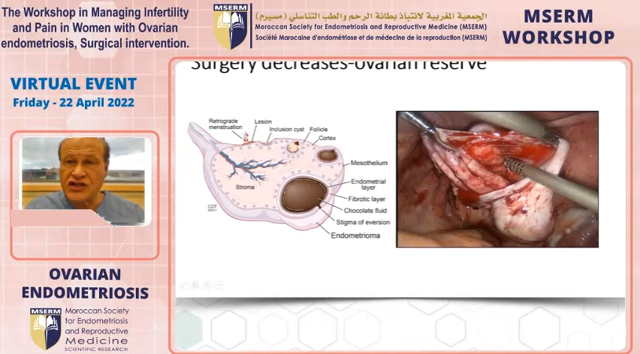 The Workshop in Managing Infertility
and Pain in Women with Ovarian
endometriosis, Surgical intervention.
MSERM
الجمعية المغربية لانتباذ بطانة الرحم والطب التناسلي (مسيرم)
Moroccan Society for Endometriosis and Reproductive Medicine (MSERM)
Société Marocaine d'endométriose et de médecine de la reproduction (MSERM)
MSERM
WORKSHOP
VIRTUAL EVENT
Friday - 22 April 2022
Surgery decreases-ovarian reserve
Retrograde
menstruation
Lesion
Inclusion cyst
Follicle
Cortex
Mesothelium
Stroma
Endometrial
layer
Fibrotic layer
Chocolate fluid
Stigma of eversion
Endometrioma
OVARIAN
ENDOMETRIOSIS
MSERM
Moroccan Society
for Endometriosis
and Reproductive
Medicine
SCIENTIFIC RESEARCH